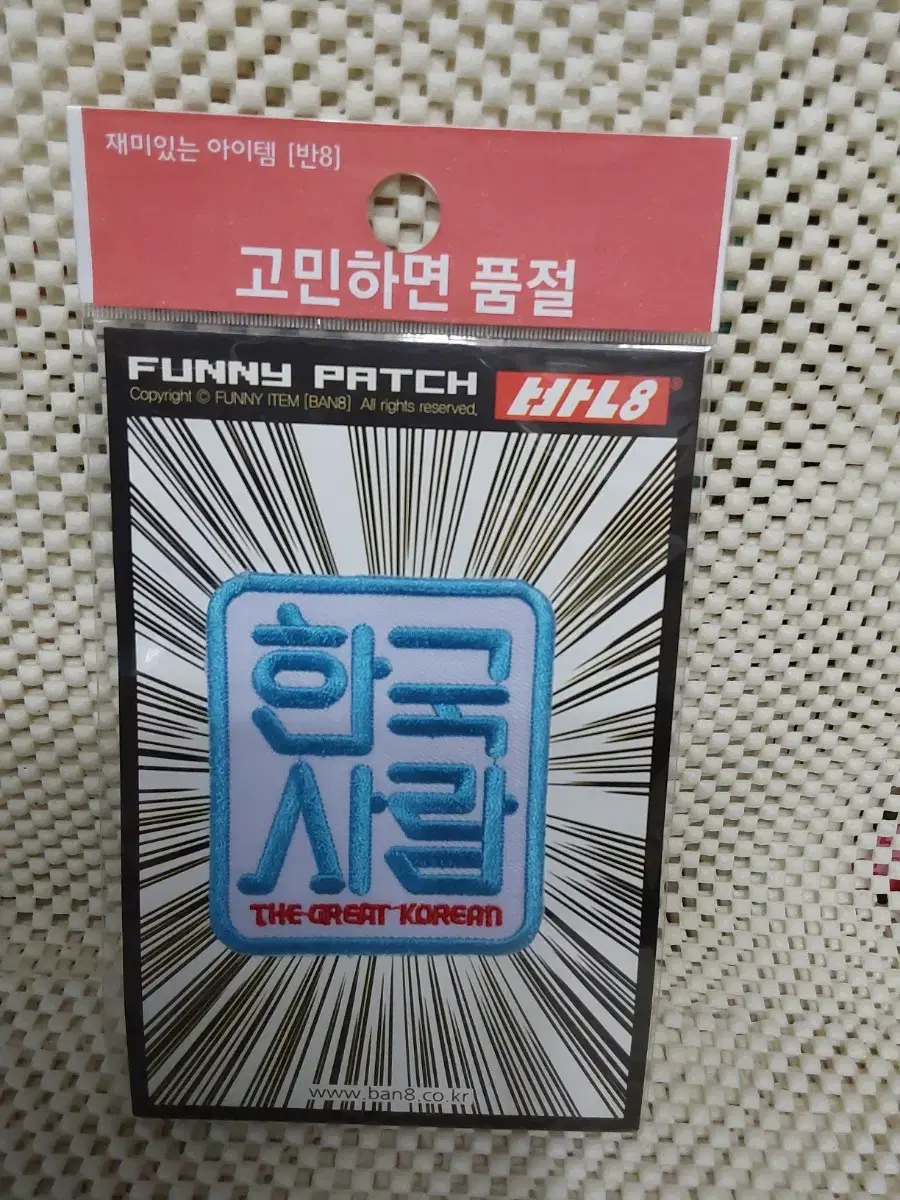 재미있는 아이템 [반8]
고민하면 품절
FUNNY PATCH
Copyright © FUNNY ITEM [BAN8] All rights reserved.
반8®
한국
사람
THE GREAT KOREAN
www.ban8.co.kr